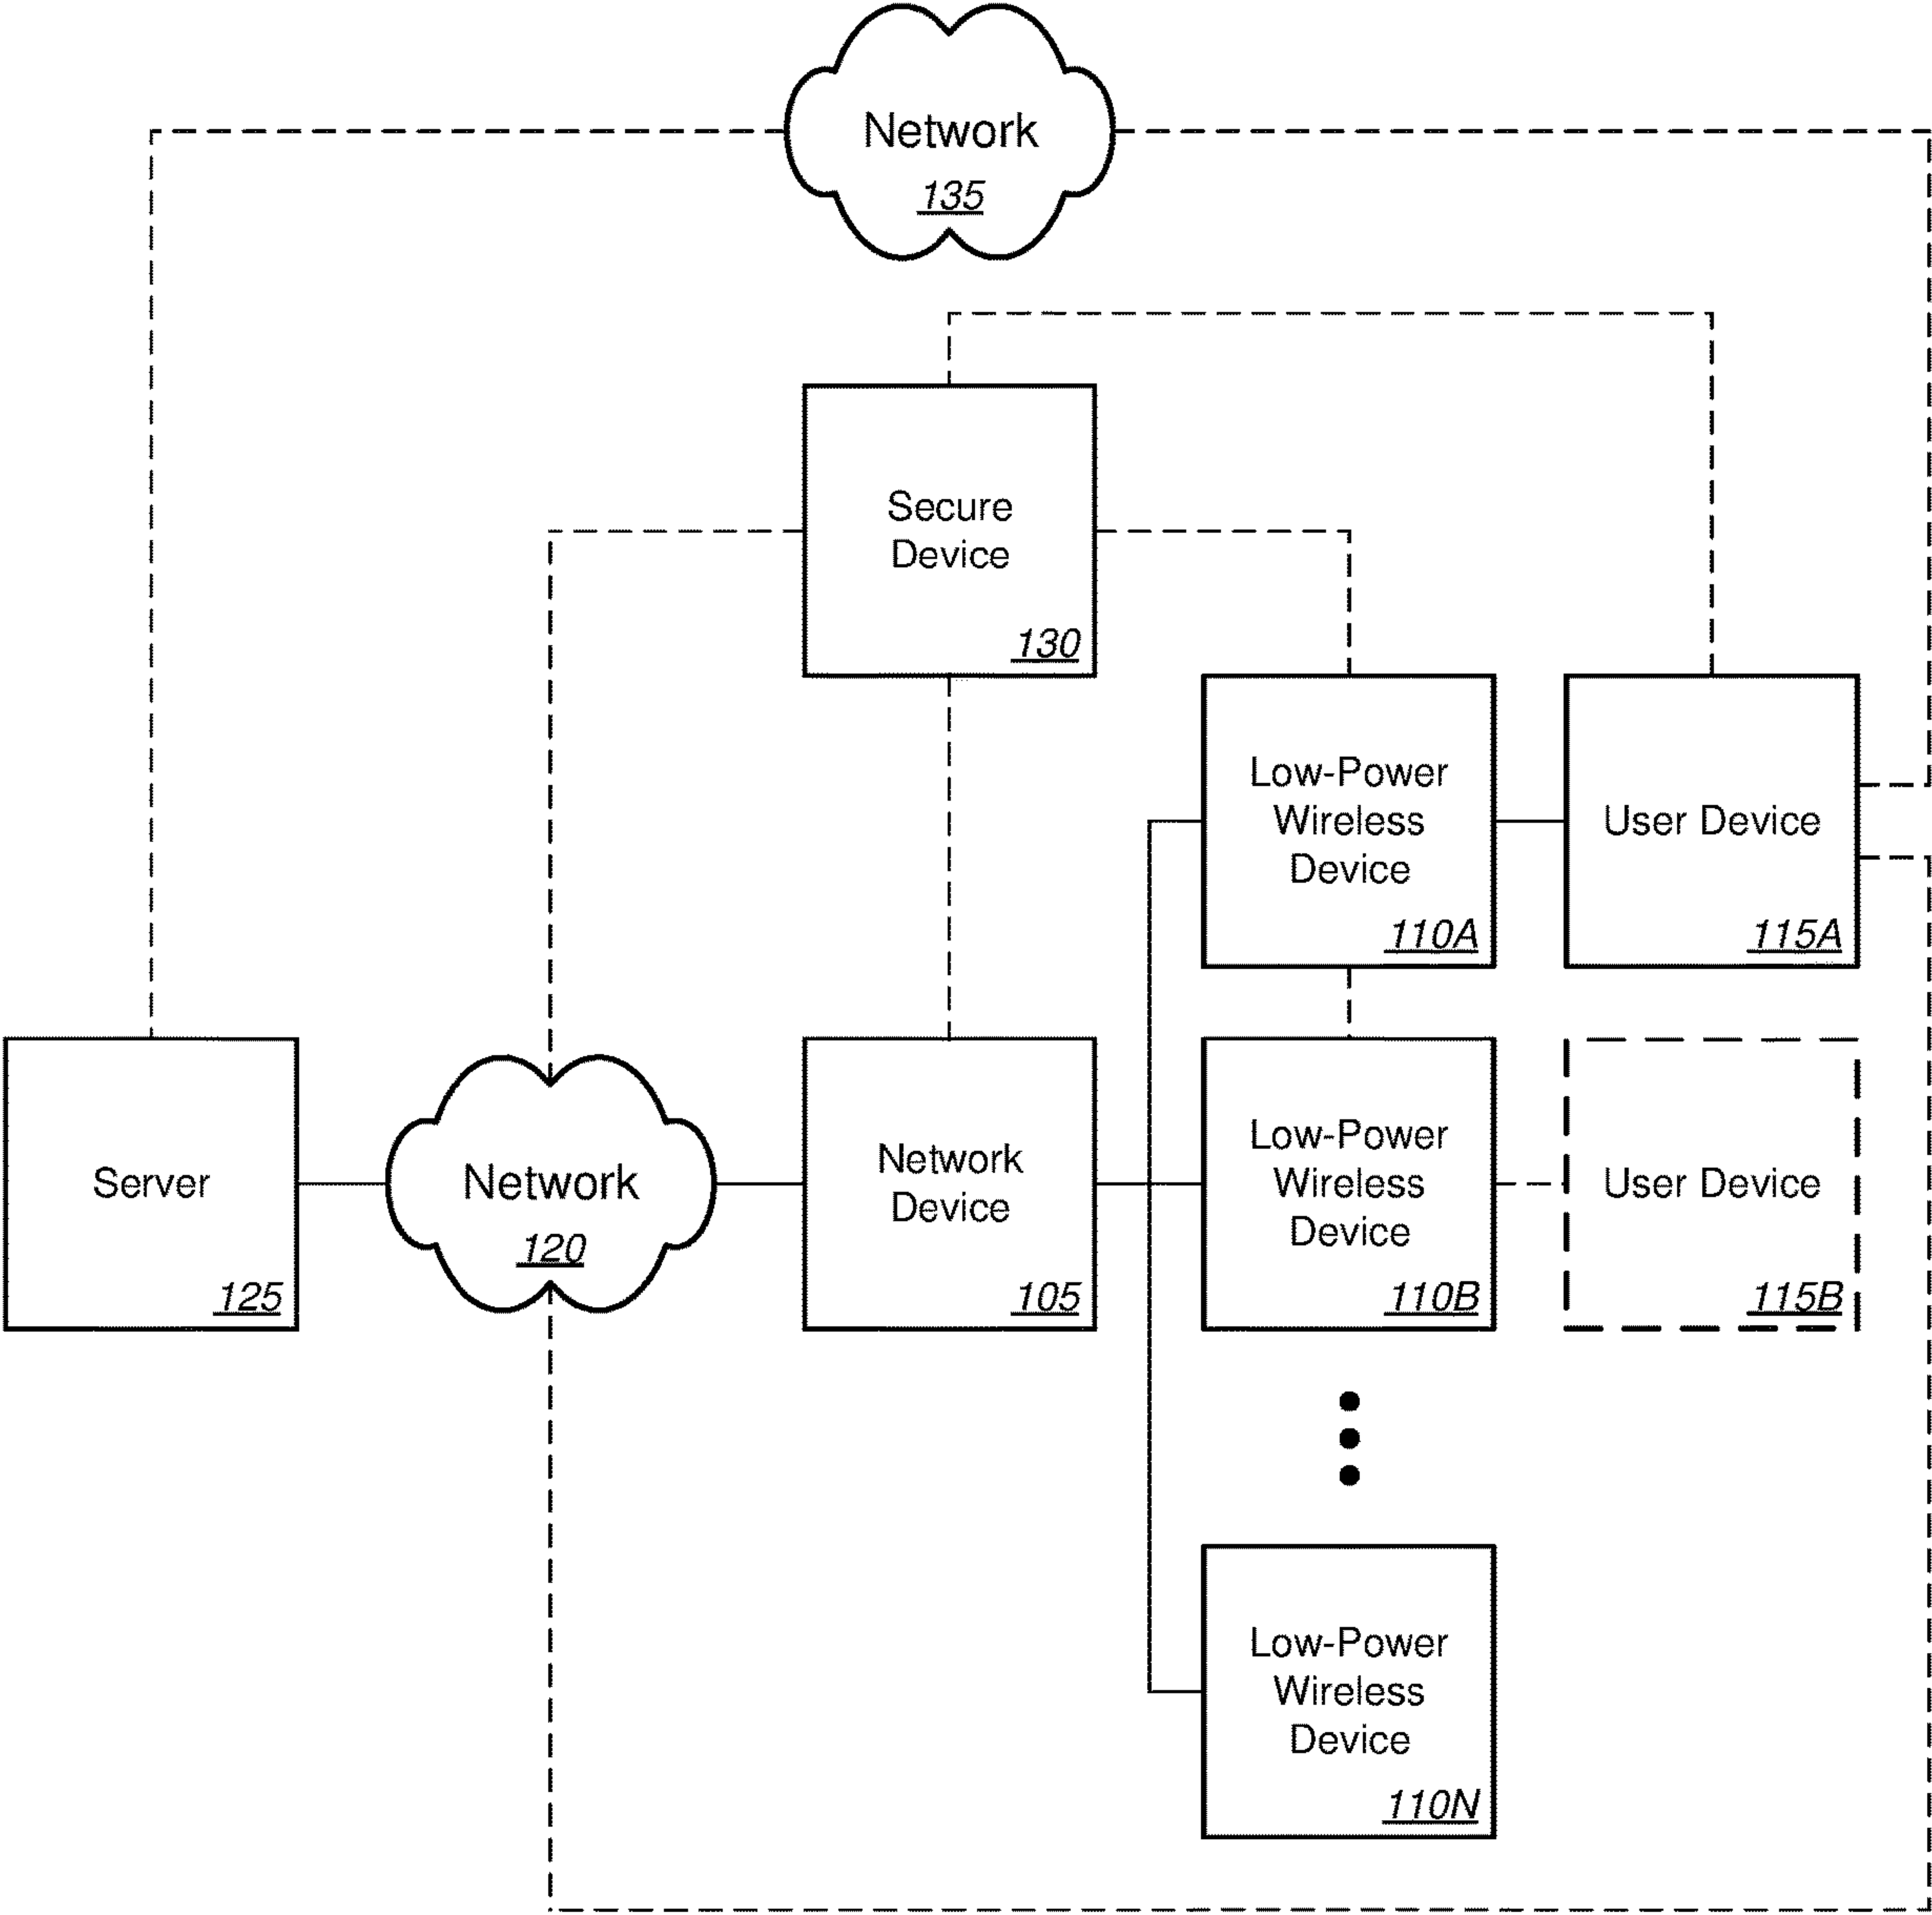 Network
135
Secure
Device
130
Low-Power
Wireless
Device
110A
User Device
115A
Server
125
Network
120
Network
Device
105
Low-Power
Wireless
Device
110B
User Device
115B
Low-Power
Wireless
Device
110N